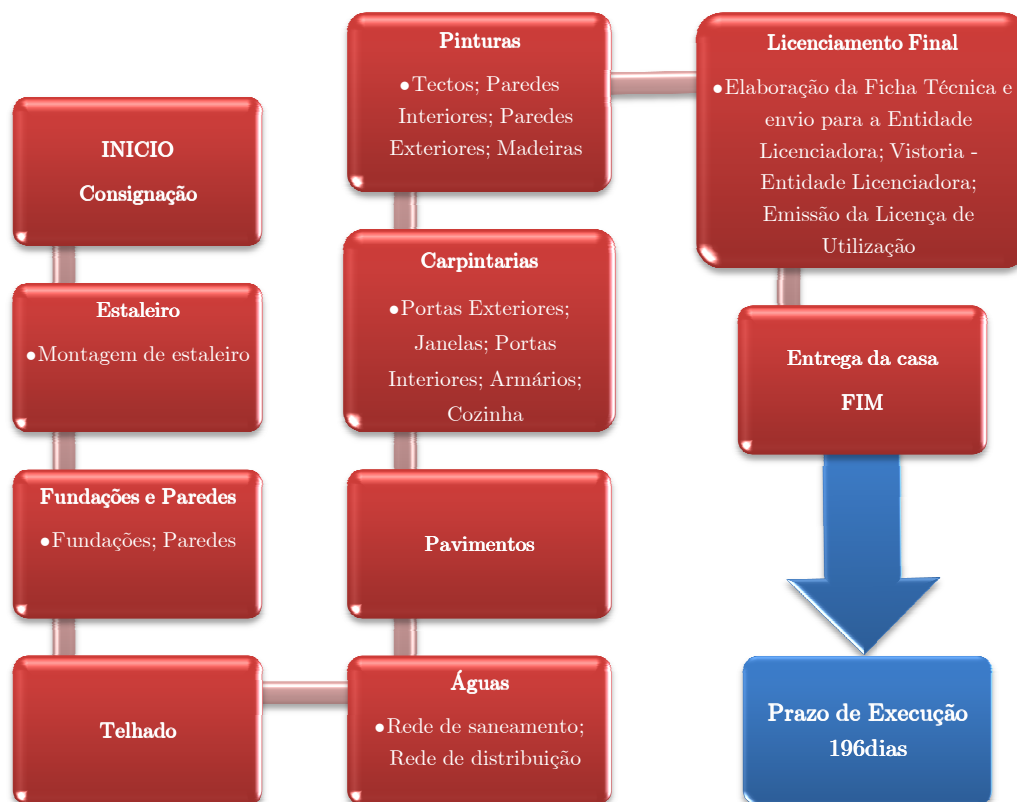 INICIO
Consignação
Estaleiro
●Montagem de estaleiro
Fundações e Paredes
●Fundações; Paredes
Telhado
Águas
●Rede de saneamento;
Rede de distribuição
Pavimentos
Carpintarias
●Portas Exteriores;
Janelas; Portas
Interiores; Armários;
Cozinha
Pinturas
●Tectos; Paredes
Interiores; Paredes
Exteriores; Madeiras
Licenciamento Final
●Elaboração da Ficha Técnica e
envio para a Entidade
Licenciadora; Vistoria -
Entidade Licenciadora;
Emissão da Licença de
Utilização
Entrega da casa
FIM
Prazo de Execução
196dias